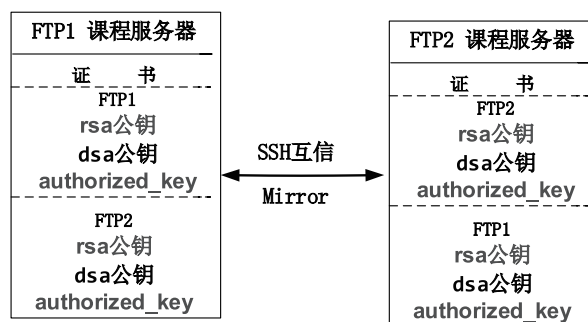 FTP1 课程服务器
证 书
FTP1
rsa公钥
dsa公钥
authorized_key
FTP2
rsa公钥
dsa公钥
authorized_key
SSH互信
Mirror
FTP2 课程服务器
证 书
FTP2
rsa公钥
dsa公钥
authorized_key
FTP1
rsa公钥
dsa公钥
authorized_key